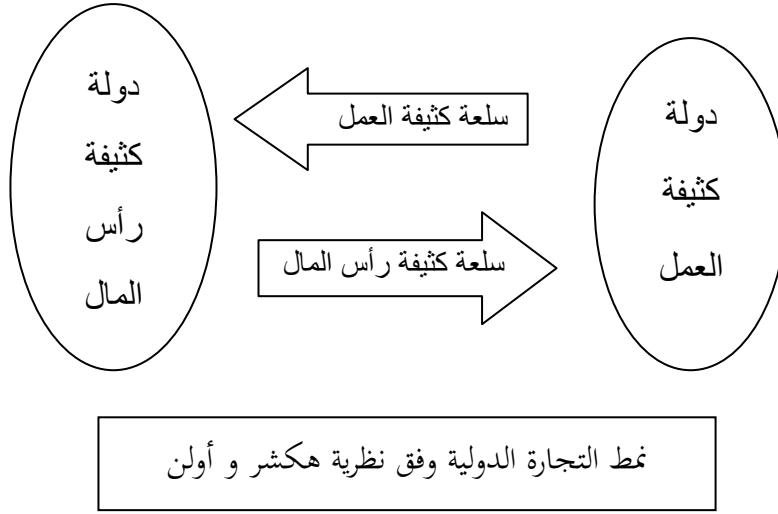 دولة
كثيفة
العمل
سلعة كثيفة العمل
سلعة كثيفة رأس المال
دولة
كثيفة
رأس
المال
نمط التجارة الدولية وفق نظرية هكشر و أولن